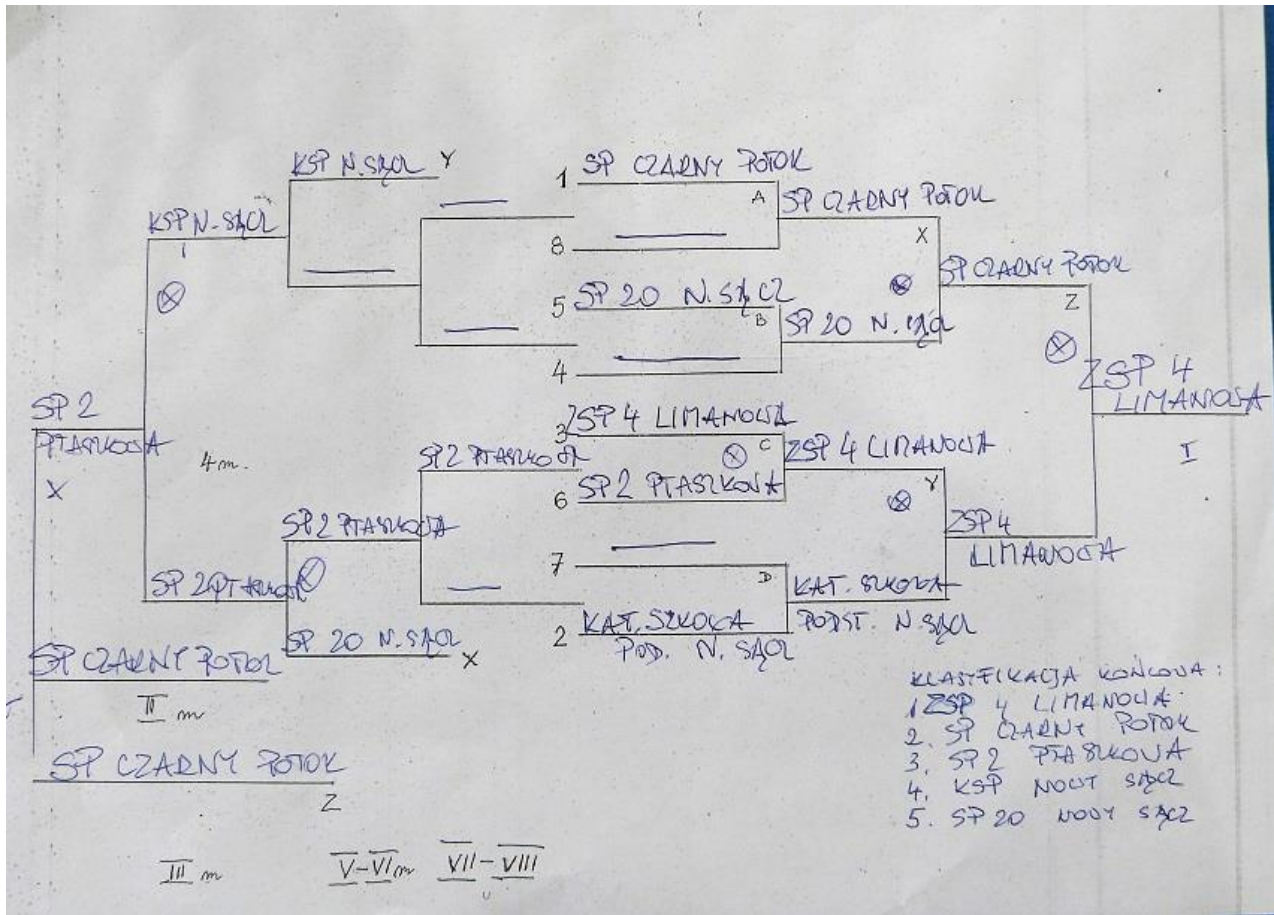 KSP N.SĄCZ Y
1 SP CZARNY POTOK
A
SP CZARNY POTOK
KSP N.SĄCZ
8
X
SP CZARNY POTOK
5 SP 20 N.SĄCZ
B
SP 20 N.SĄCZ
Z
4
ZSP 4
LIMANOWA
I
SP 2
PTASZKOWA
X
4 m.
3 ZSP 4 LIMANOWA
C
ZSP 4 LIMANOWA
SP 2 PTASZKOWA
6 SP 2 PTASZKOWA
Y
SP 2 PTASZKOWA
ZSP 4
LIMANOWA
7
D
SP 2 PTASZKOWA
KAT. SZKOŁA
PODST. N.SĄCZ
2 KAT. SZKOŁA
POD. N.SĄCZ
SP 20 N.SĄCZ X
SP CZARNY POTOK
II m
SP CZARNY POTOK
Z
III m V-VI m VII-VIII
KLASYFIKACJA KOŃCOWA:
1 ZSP 4 LIMANOWA
2. SP CZARNY POTOK
3. SP 2 PTASZKOWA
4. KSP NOWY SĄCZ
5. SP 20 NOWY SĄCZ